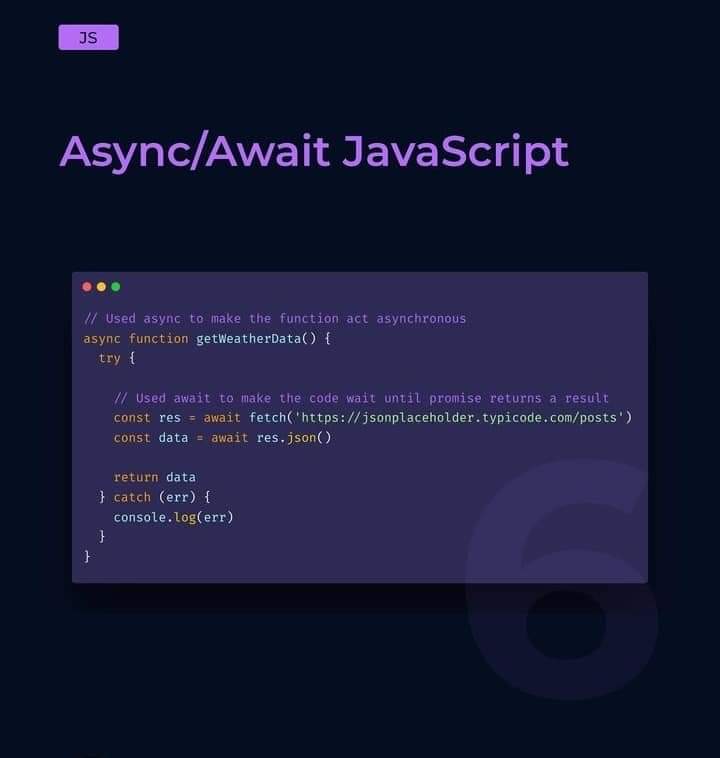 JS
Async/Await JavaScript
// Used async to make the function act asynchronous
async function getWeatherData() {
  try {
    // Used await to make the code wait until promise returns a result
    const res = await fetch('https://jsonplaceholder.typicode.com/posts')
    const data = await res.json()
    return data
  } catch (err) {
    console.log(err)
  }
}
6